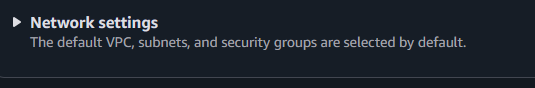 Network settings
The default VPC, subnets, and security groups are selected by default.